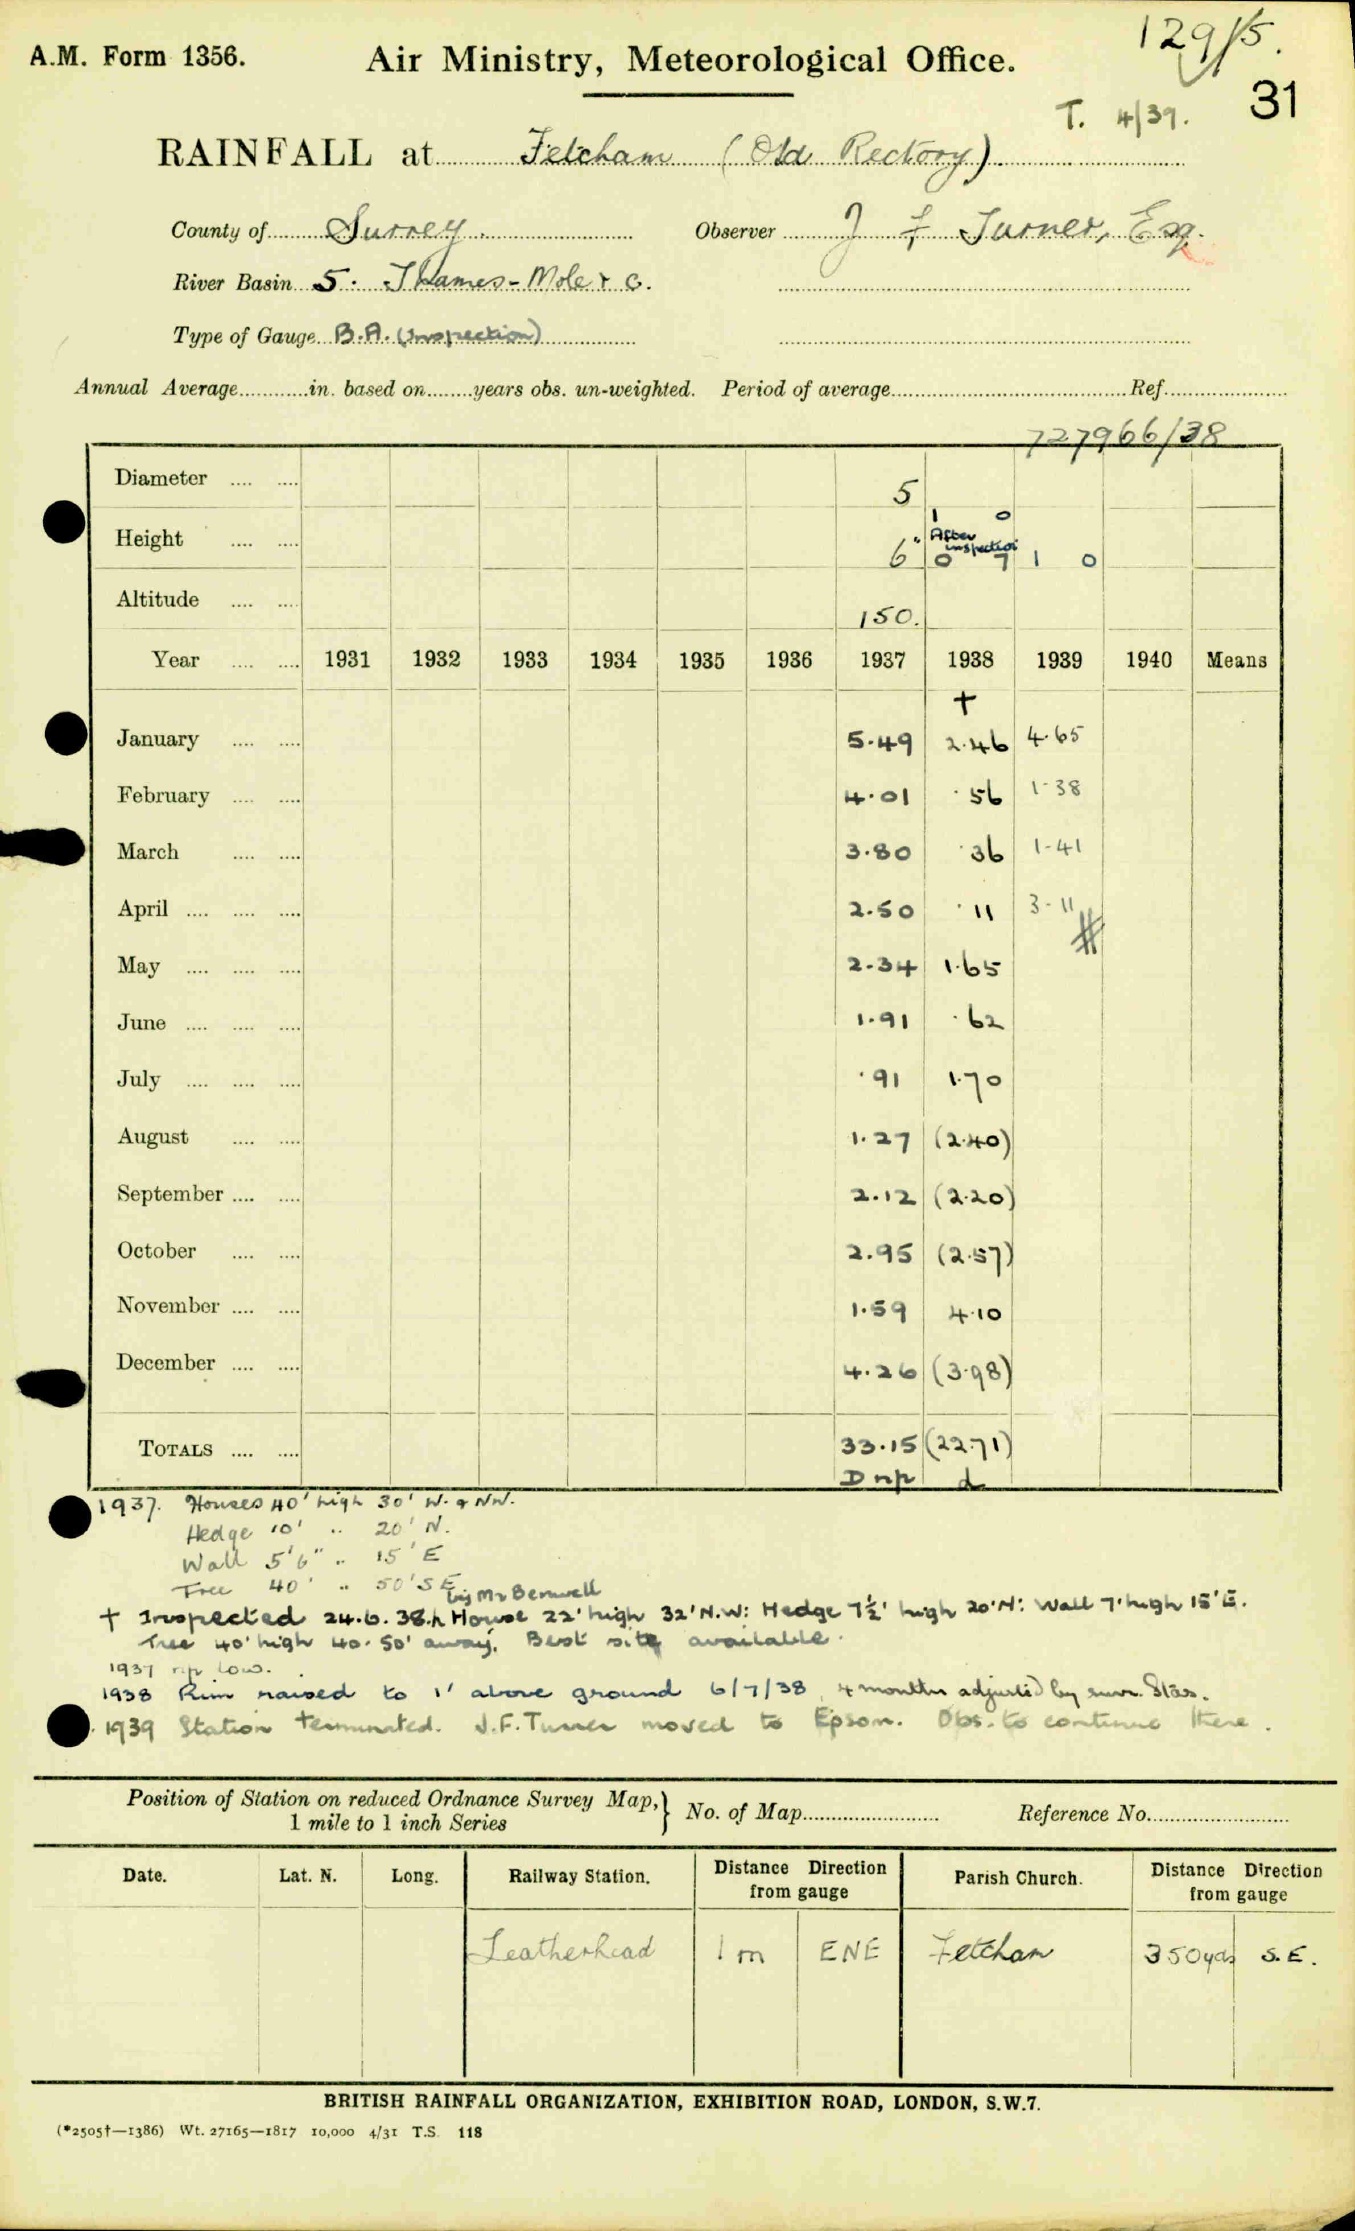 129/5.
A.M. Form 1356.
Air Ministry, Meteorological Office.
31
T. 4/39.
RAINFALL at Fetcham (Old Rectory).
County of Surrey. Observer J F Turner, Esq.
River Basin 5. Thames-Mole & c.
Type of Gauge B.A. (Inspection)
Annual Average in. based on years obs. un-weighted. Period of average Ref.
727966/38
Diameter 5
1 0
Height 6" After inspection 0 7 1 0
Altitude 150.
Year 1931 1932 1933 1934 1935 1936 1937 1938 1939 1940 Means
†
January 5.49 2.46 4.65
February 4.01 .56 1.38
March 3.80 .36 1.41
April 2.50 .11 3.11
May 2.34 1.65
June 1.91 .62
July .91 1.70
August 1.27 (2.40)
September 2.12 (2.20)
October 2.95 (2.57)
November 1.59 4.10
December 4.26 (3.98)
TOTALS 33.15 (22.71)
D np d
1937. Houses 40' high 30' W. & NW.
Hedge 10' " 20' N.
Wall 5'6" " 15' E
Tree 40' " 50' SE
by Mr Benwell
† Inspected 24.6.38. House 22' high 32' N.W: Hedge 7½' high 20' N: Wall 7' high 15' E.
Tree 40' high 40-50' away. Best site available.
1937 np low.
1938 Rim raised to 1' above ground 6/7/38, 4 months adjusted by surr. Stas.
1939 Station terminated. J.F. Turner moved to Epsom. Obs. to continue there.
Position of Station on reduced Ordnance Survey Map, 1 mile to 1 inch Series } No. of Map Reference No.
Date. Lat. N. Long. Railway Station. Distance Direction from gauge Parish Church. Distance Direction from gauge
Leatherhead 1 m ENE Fetcham 350 yds S.E.
BRITISH RAINFALL ORGANIZATION, EXHIBITION ROAD, LONDON, S.W.7.
(*2505†—1386) Wt. 27165—1817 10,000 4/31 T.S. 118